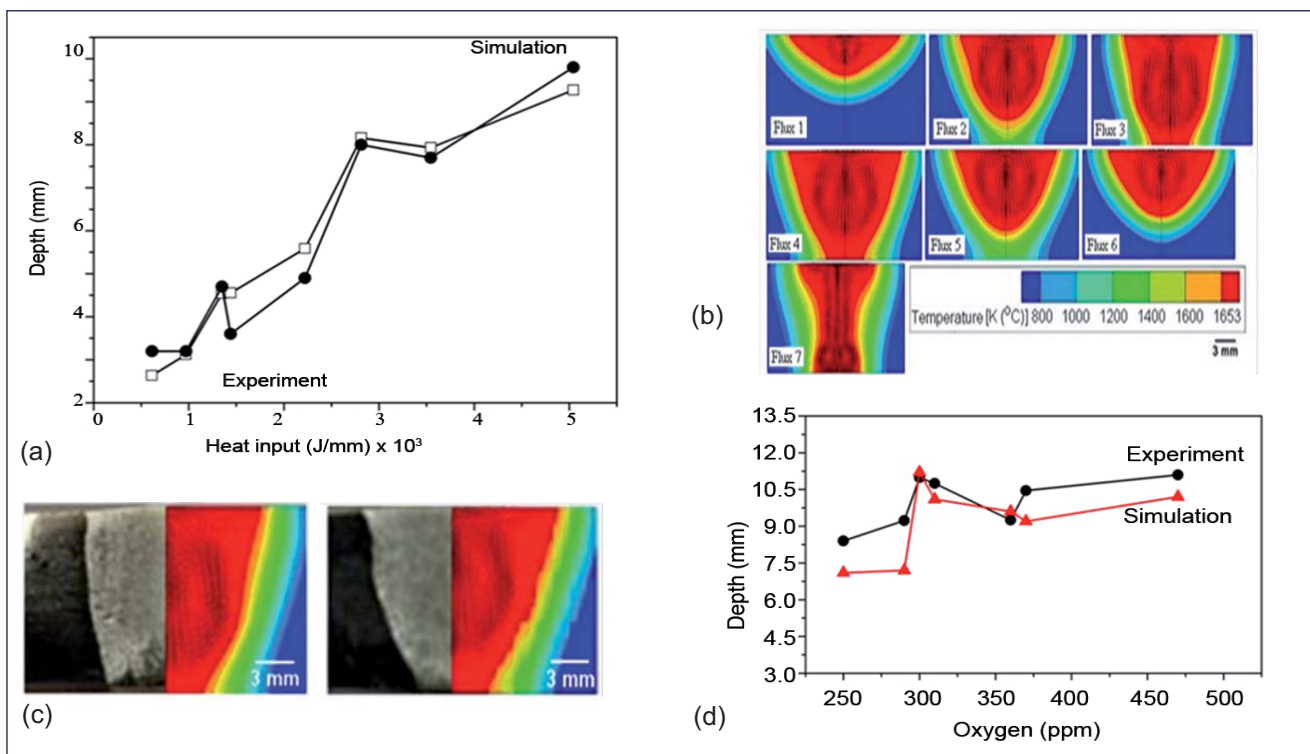 10
8
6
4
2
Depth (mm)
Simulation
Experiment
0 1 2 3 4 5
Heat input (J/mm) x 10³
(a)
Flux 1
Flux 2
Flux 3
Flux 4
Flux 5
Flux 6
Flux 7
Temperature [K (⁰C)] 800 1000 1200 1400 1600 1653
3 mm
(b)
3 mm
3 mm
(c)
13.5
12.0
10.5
9.0
7.5
6.0
4.5
3.0
Depth (mm)
Experiment
Simulation
250 300 350 400 450 500
Oxygen (ppm)
(d)